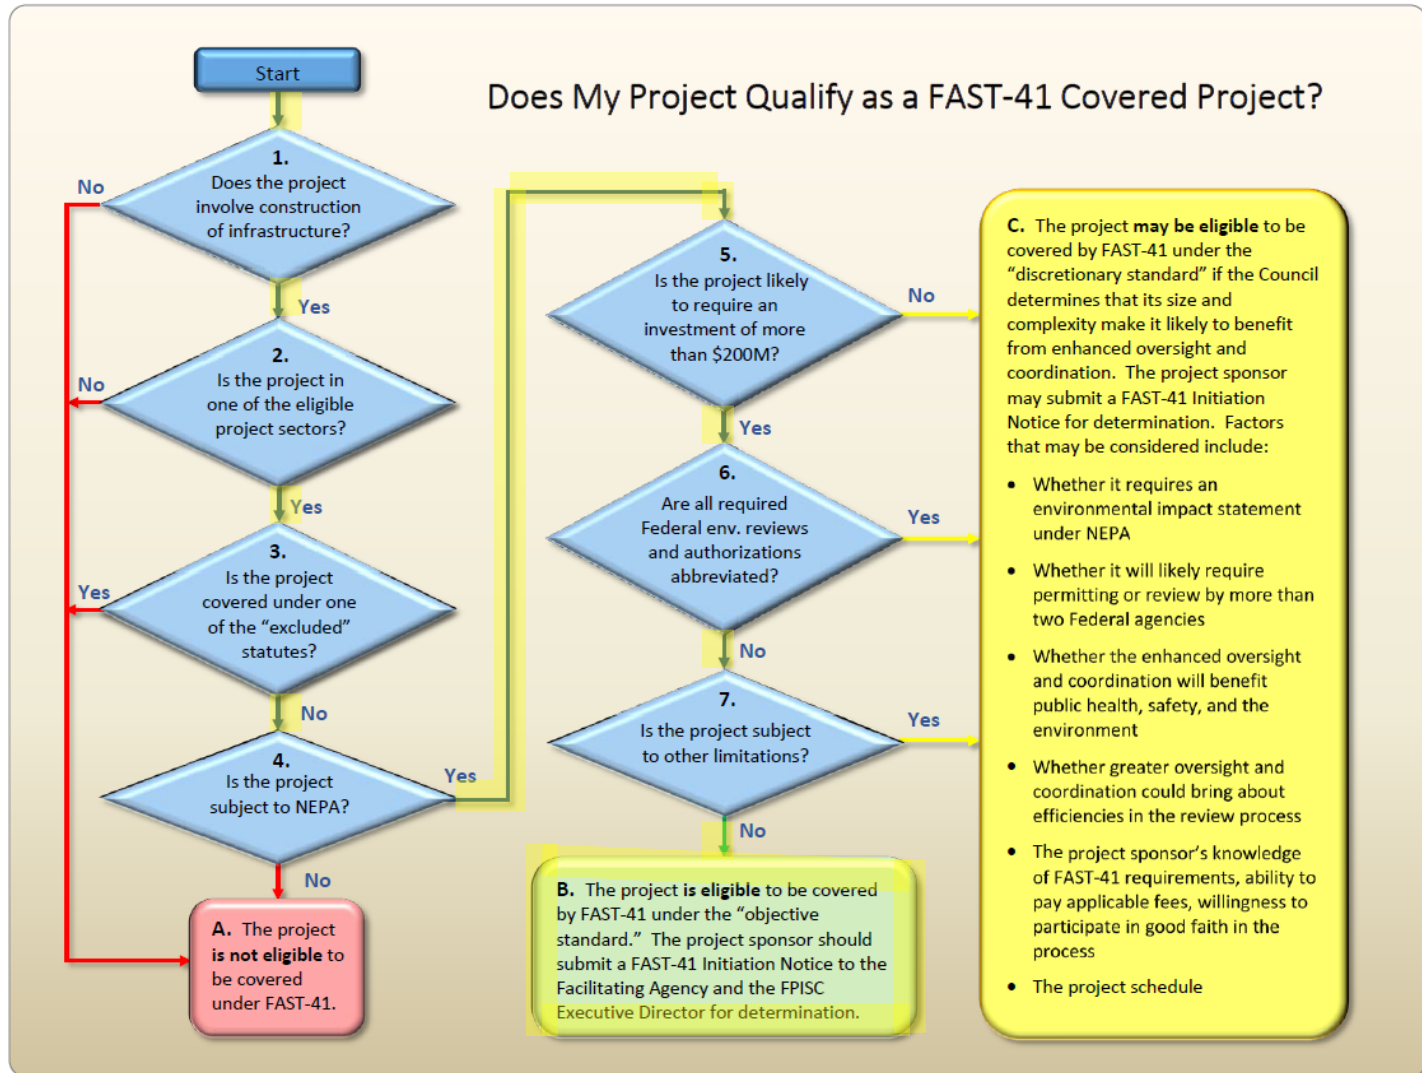 Start
Does My Project Qualify as a FAST-41 Covered Project?
1.
Does the project
involve construction
of infrastructure?
No
Yes
2.
Is the project in
one of the eligible
project sectors?
No
Yes
3.
Is the project
covered under one
of the “excluded”
statutes?
Yes
No
4.
Is the project
subject to NEPA?
Yes
No
A. The project
is not eligible to
be covered
under FAST-41.
5.
Is the project likely
to require an
investment of more
than $200M?
No
Yes
6.
Are all required
Federal env. reviews
and authorizations
abbreviated?
Yes
No
7.
Is the project subject
to other limitations?
Yes
No
B. The project is eligible to be covered
by FAST-41 under the “objective
standard.” The project sponsor should
submit a FAST-41 Initiation Notice to the
Facilitating Agency and the FPISC
Executive Director for determination.
C. The project may be eligible to be
covered by FAST-41 under the
“discretionary standard” if the Council
determines that its size and
complexity make it likely to benefit
from enhanced oversight and
coordination. The project sponsor
may submit a FAST-41 Initiation
Notice for determination. Factors
that may be considered include:
• Whether it requires an
environmental impact statement
under NEPA
• Whether it will likely require
permitting or review by more than
two Federal agencies
• Whether the enhanced oversight
and coordination will benefit
public health, safety, and the
environment
• Whether greater oversight and
coordination could bring about
efficiencies in the review process
• The project sponsor’s knowledge
of FAST-41 requirements, ability to
pay applicable fees, willingness to
participate in good faith in the
process
• The project schedule